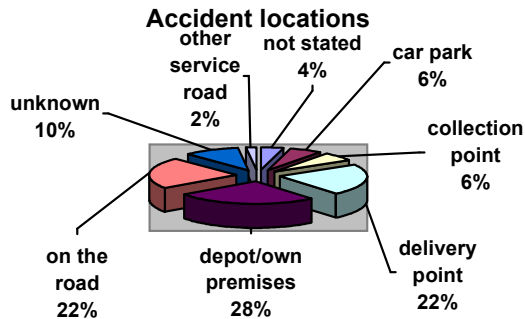 Accident locations
other
service
road
2%
not stated
4%
car park
6%
unknown
10%
collection
point
6%
on the
road
22%
depot/own
premises
28%
delivery
point
22%